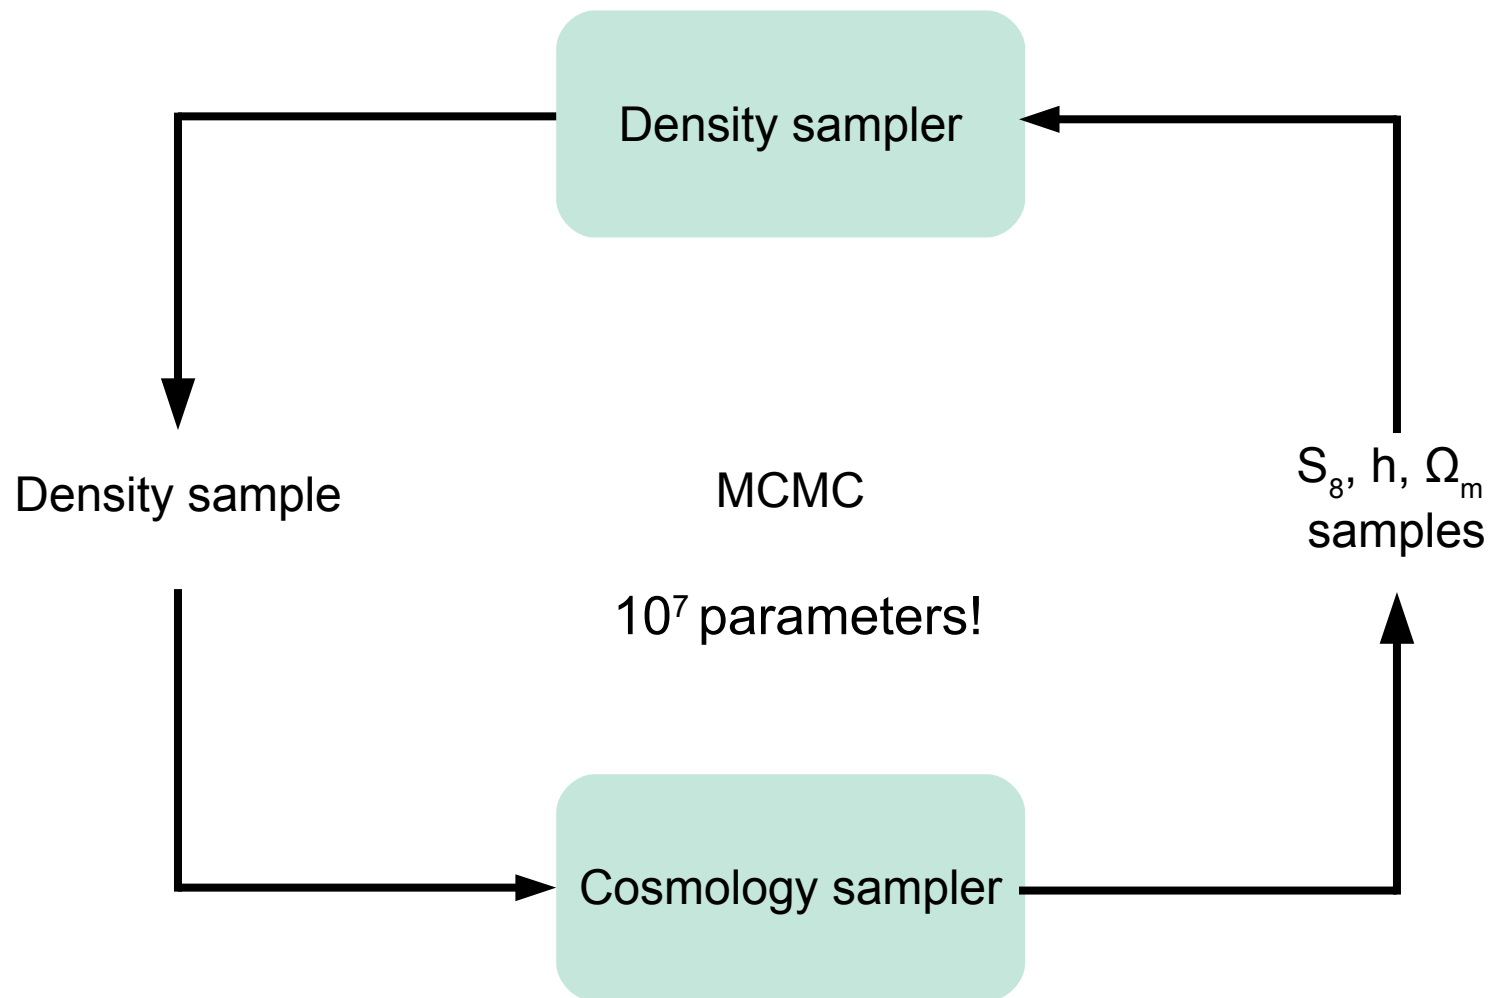 Density sampler
Density sample
MCMC
S₈, h, Ωₘ
samples
10⁷ parameters!
Cosmology sampler